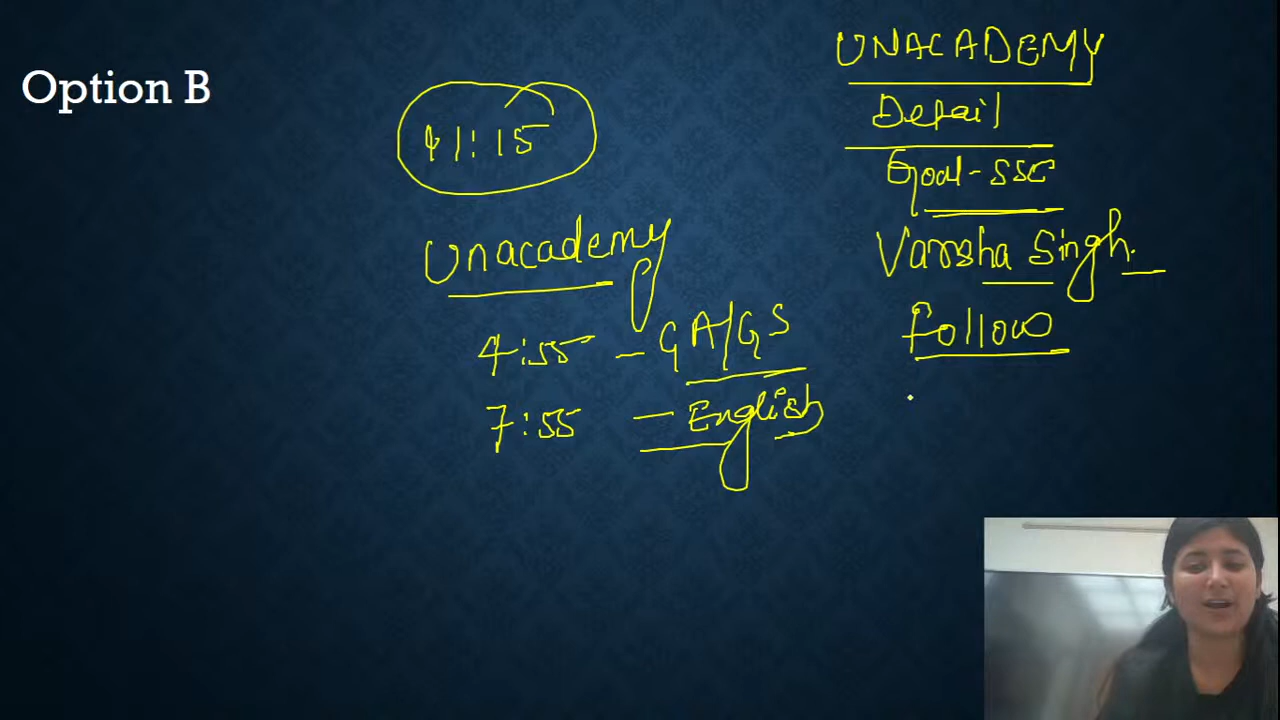 Option B
41:15
Unacademy
4:55 - GA/GS
7:55 - English
UNACADEMY
Detail
Goal-SSC
Varsha Singh.
follow